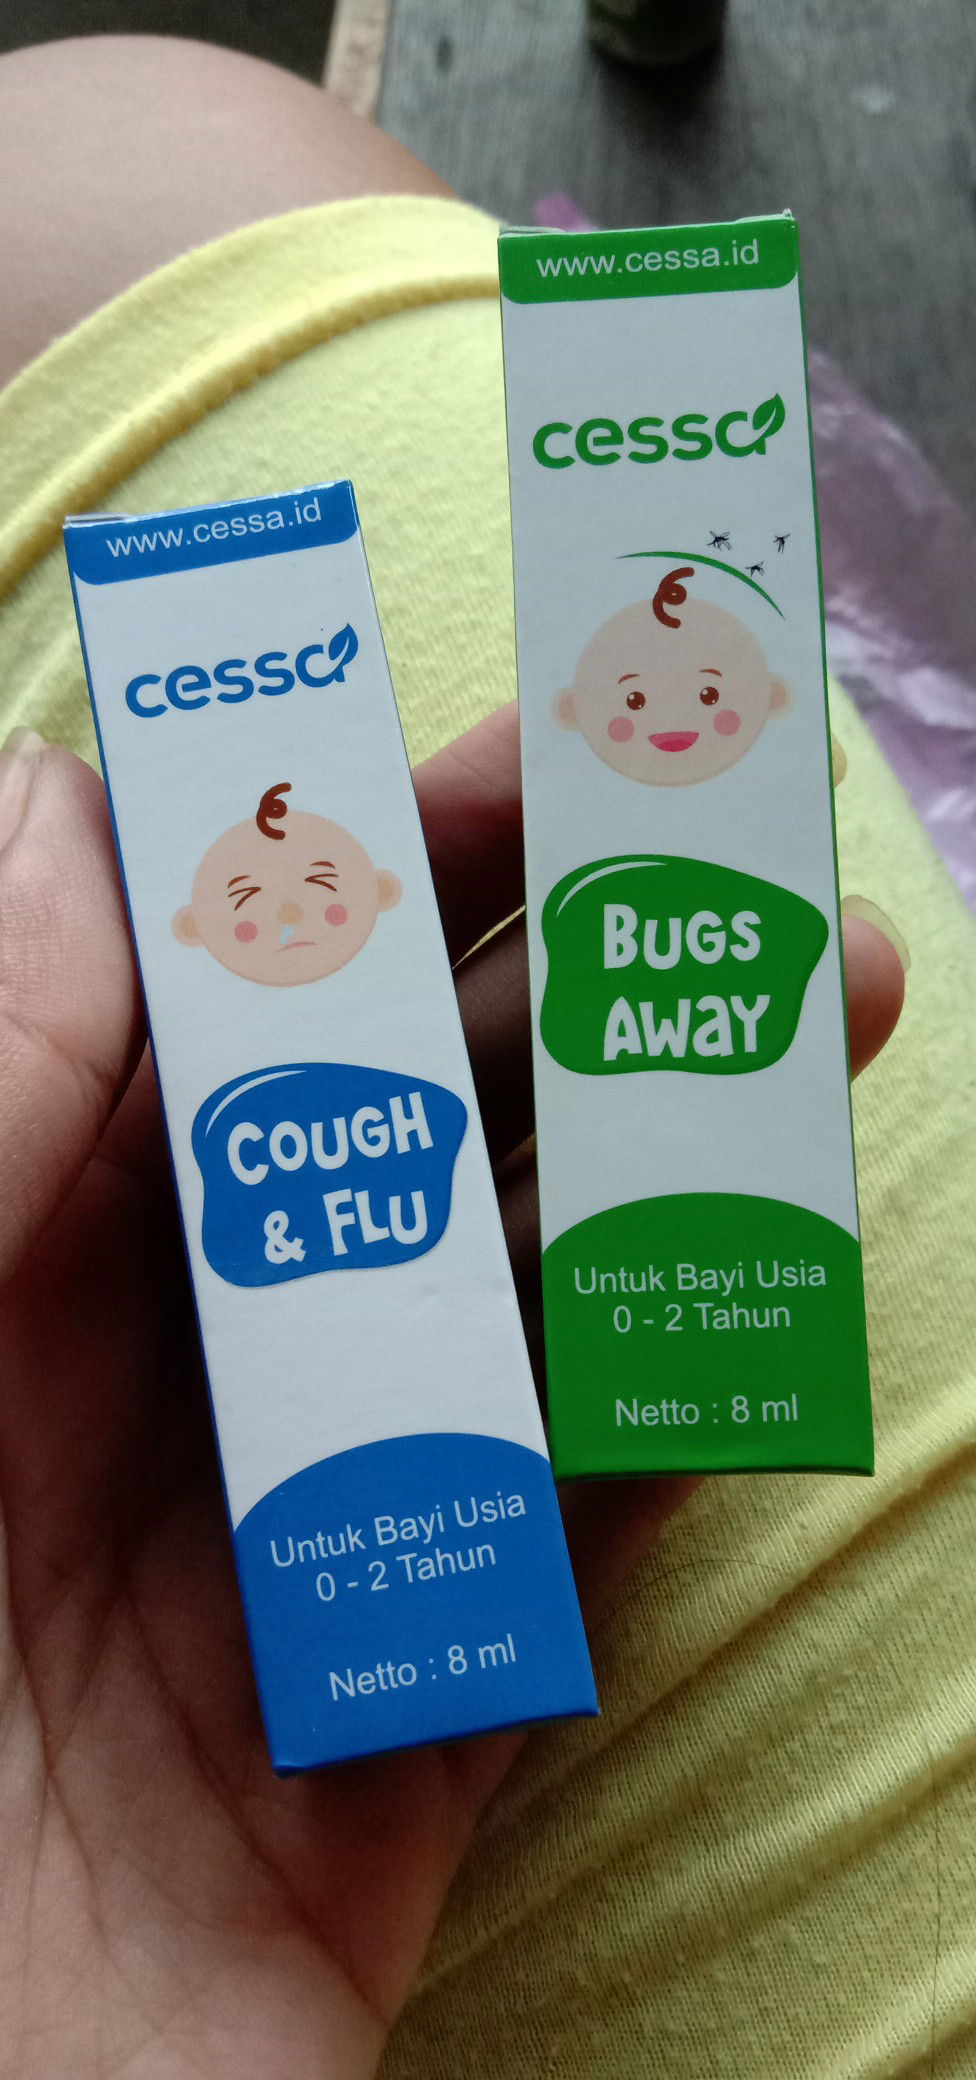 www.cessa.id
cessa
COUGH
& FLU
Untuk Bayi Usia
0 - 2 Tahun
Netto : 8 ml
www.cessa.id
cessa
BUGS
AWAY
Untuk Bayi Usia
0 - 2 Tahun
Netto : 8 ml